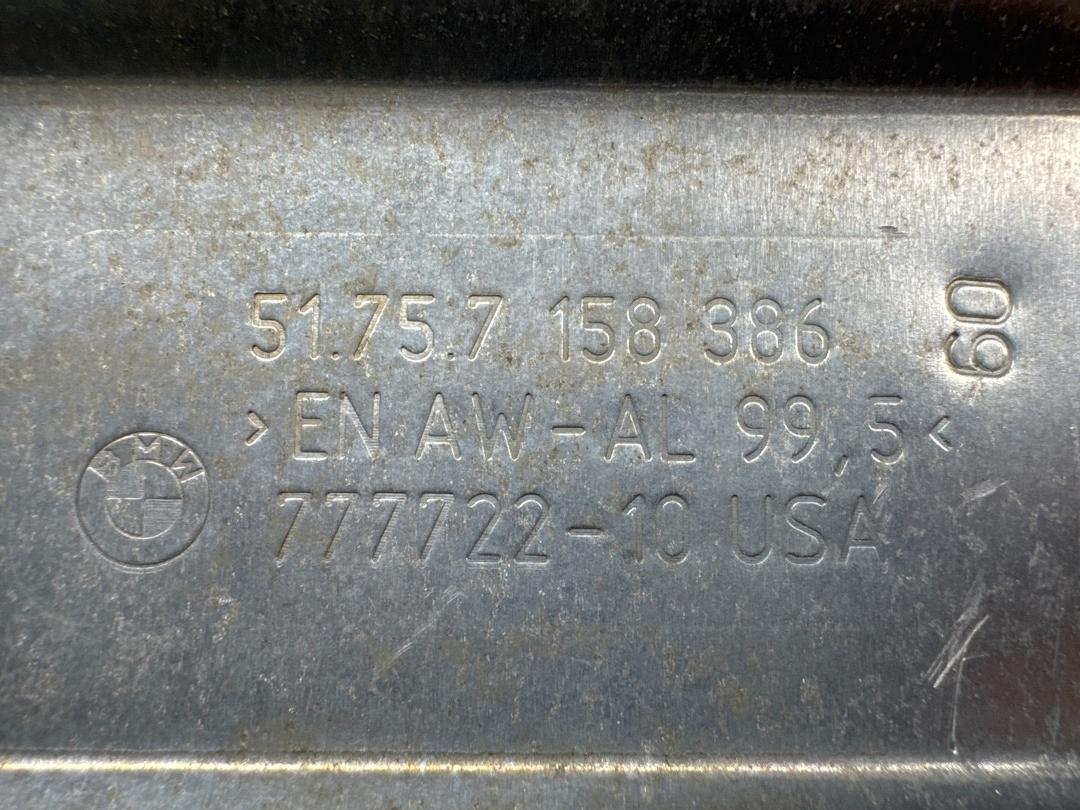 51.75.7 158 386
>EN AW-AL 99,5<
777722-10 USA
60
BMW